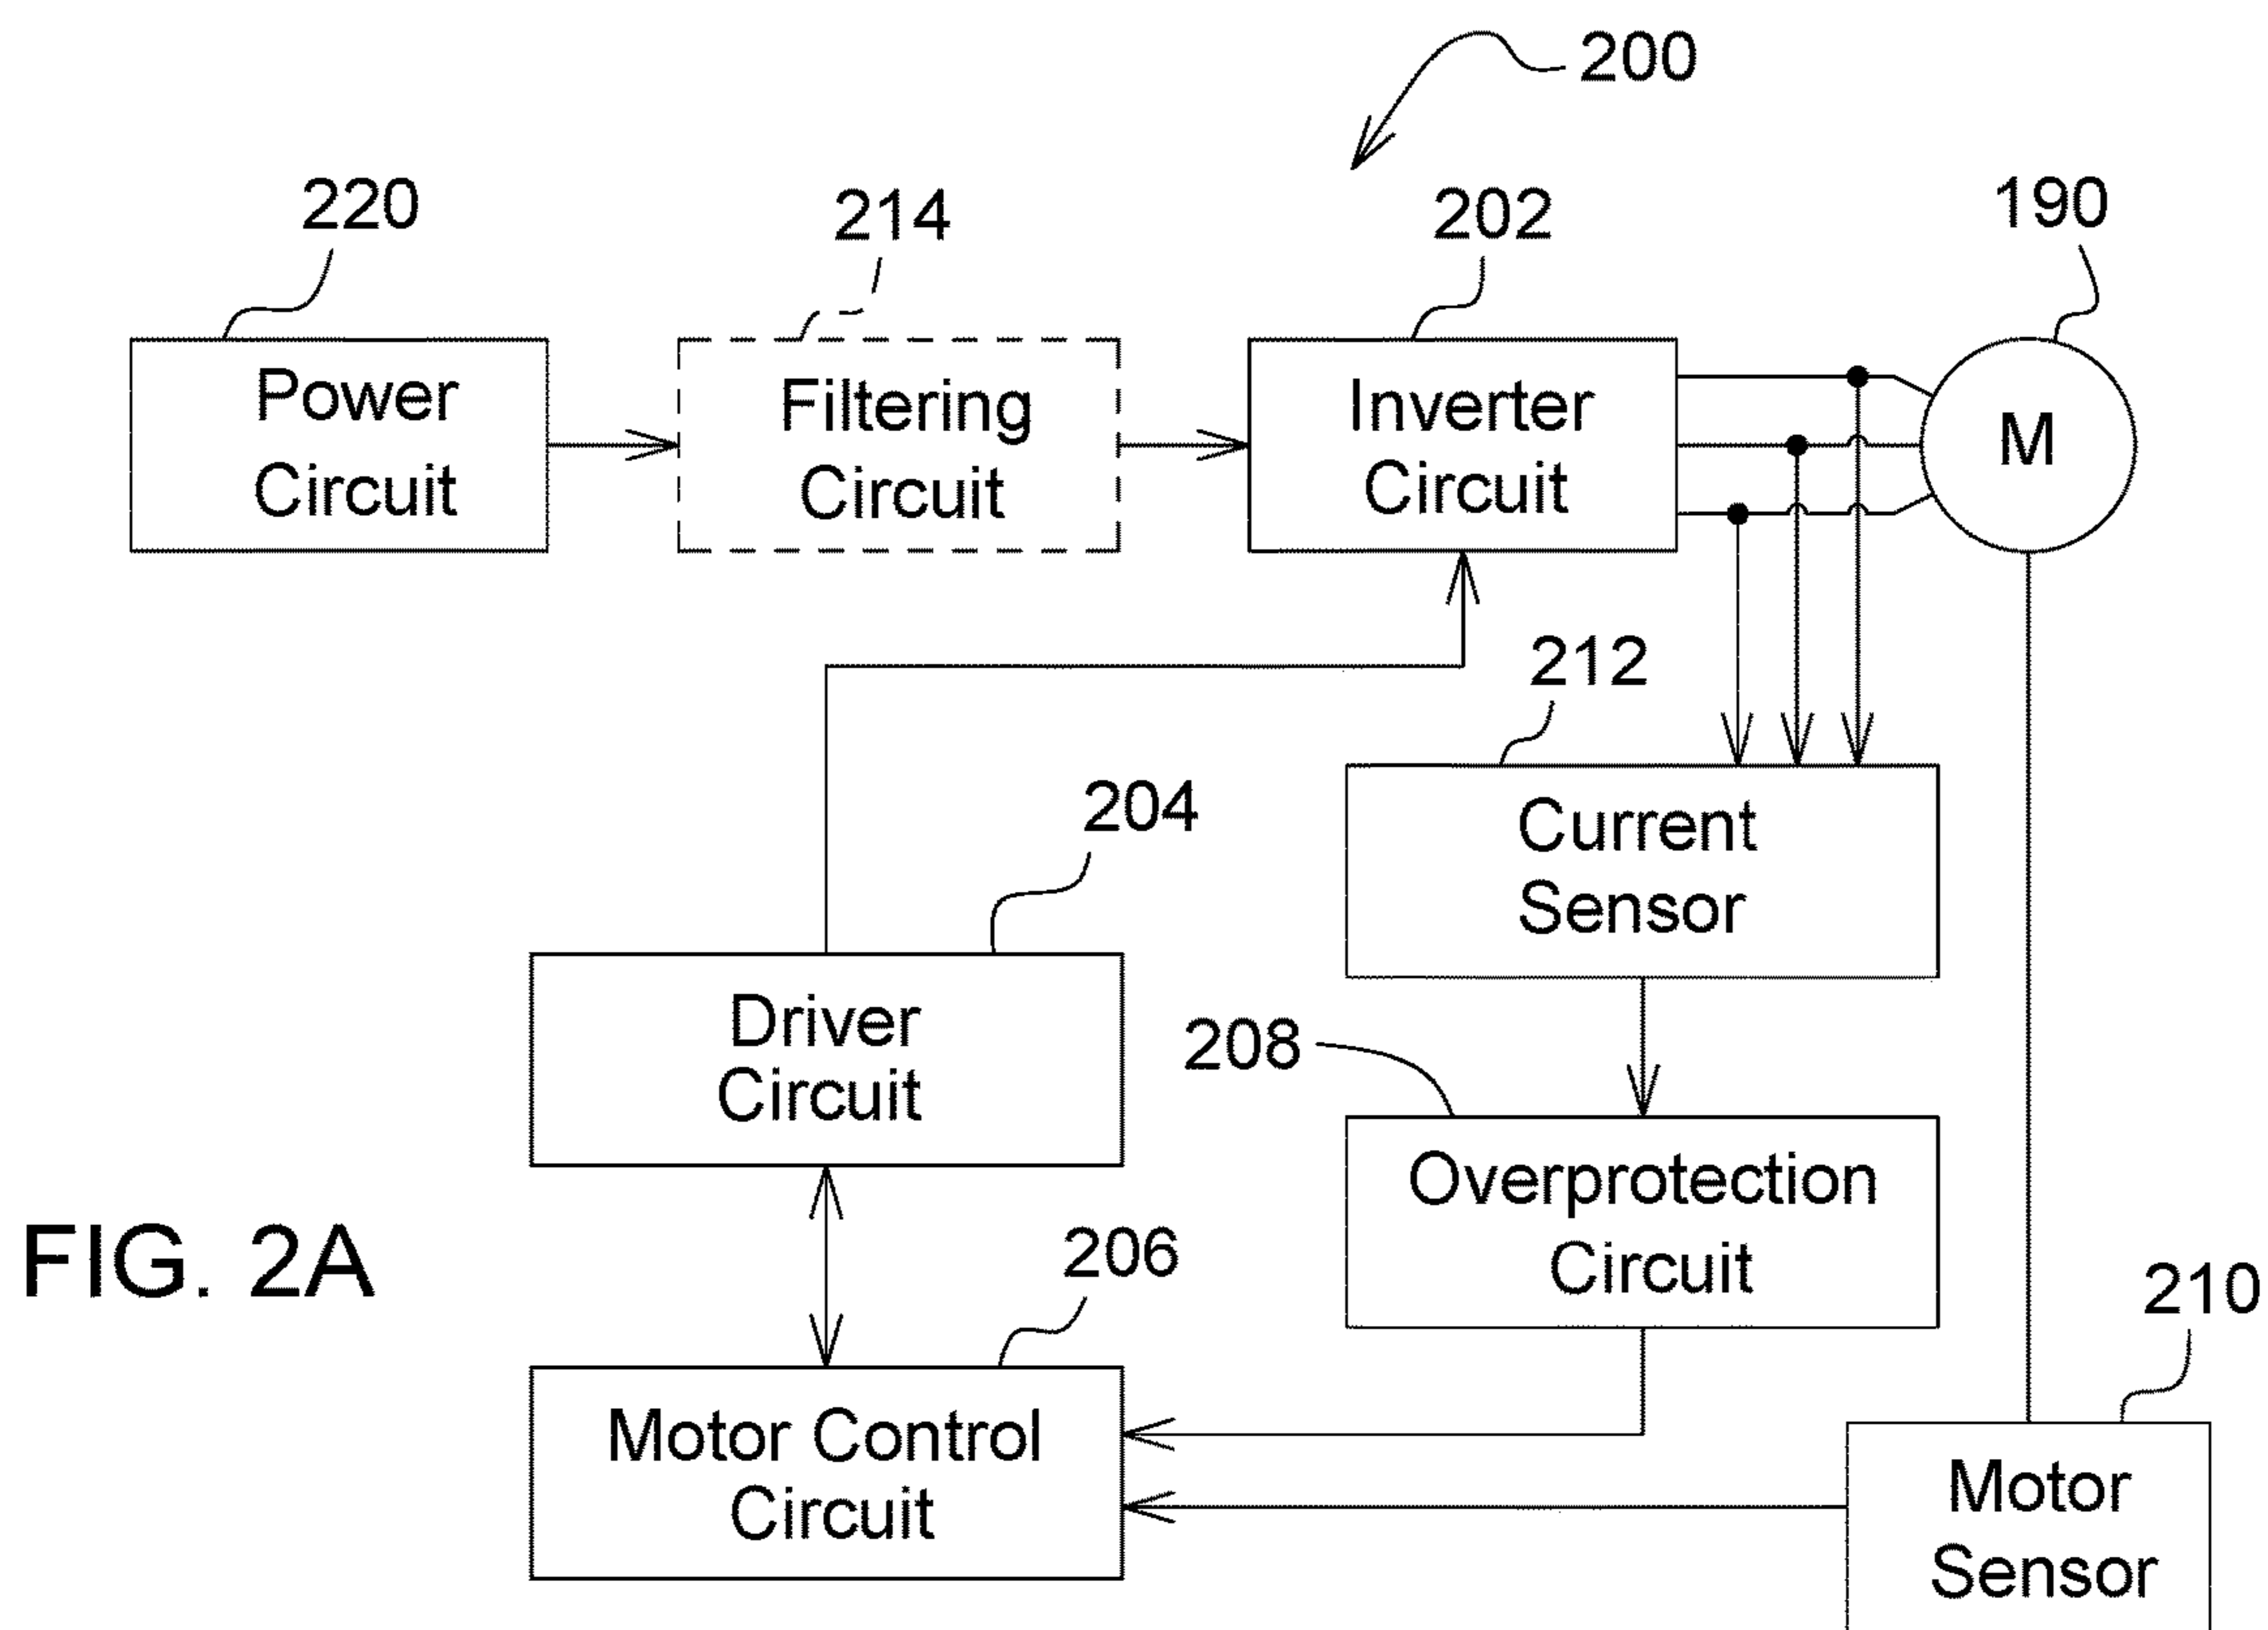 200
220
214
202
190
Power
Circuit
Filtering
Circuit
Inverter
Circuit
M
212
Current
Sensor
204
Driver
Circuit
208
Overprotection
Circuit
FIG. 2A
206
Motor Control
Circuit
210
Motor
Sensor